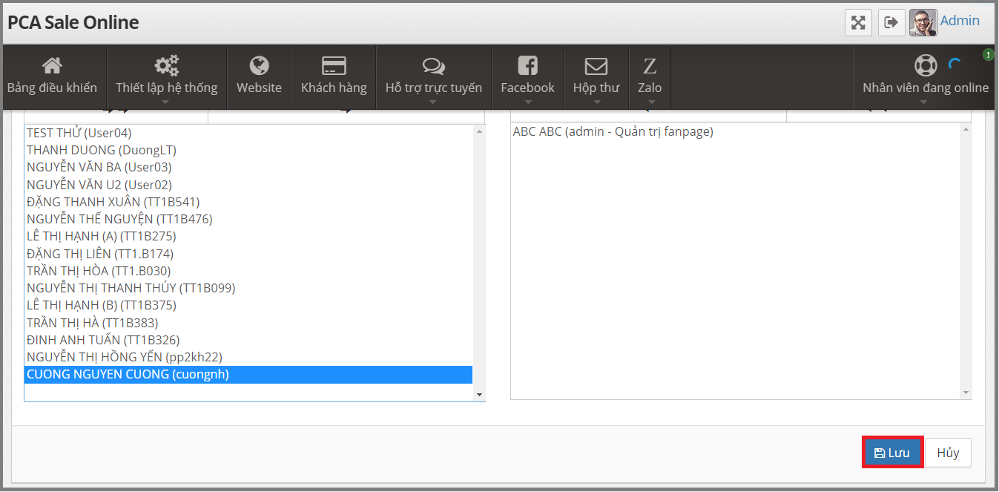 PCA Sale Online
Admin
Bảng điều khiển
Thiết lập hệ thống
Website
Khách hàng
Hỗ trợ trực tuyến
Facebook
Hộp thư
Zalo
Nhân viên đang online
TEST THỬ (User04)
THANH DUONG (DuongLT)
NGUYỄN VĂN BA (User03)
NGUYỄN VĂN U2 (User02)
ĐẶNG THANH XUÂN (TT1B541)
NGUYỄN THẾ NGUYỆN (TT1B476)
LÊ THỊ HẠNH (A) (TT1B275)
ĐẶNG THỊ LIÊN (TT1.B174)
TRẦN THỊ HÒA (TT1.B030)
NGUYỄN THỊ THANH THÚY (TT1B099)
LÊ THỊ HẠNH (B) (TT1B375)
TRẦN THỊ HÀ (TT1B383)
ĐINH ANH TUẤN (TT1B326)
NGUYỄN THỊ HỒNG YẾN (pp2kh22)
CUONG NGUYEN CUONG (cuongnh)
ABC ABC (admin - Quản trị fanpage)
Lưu
Hủy